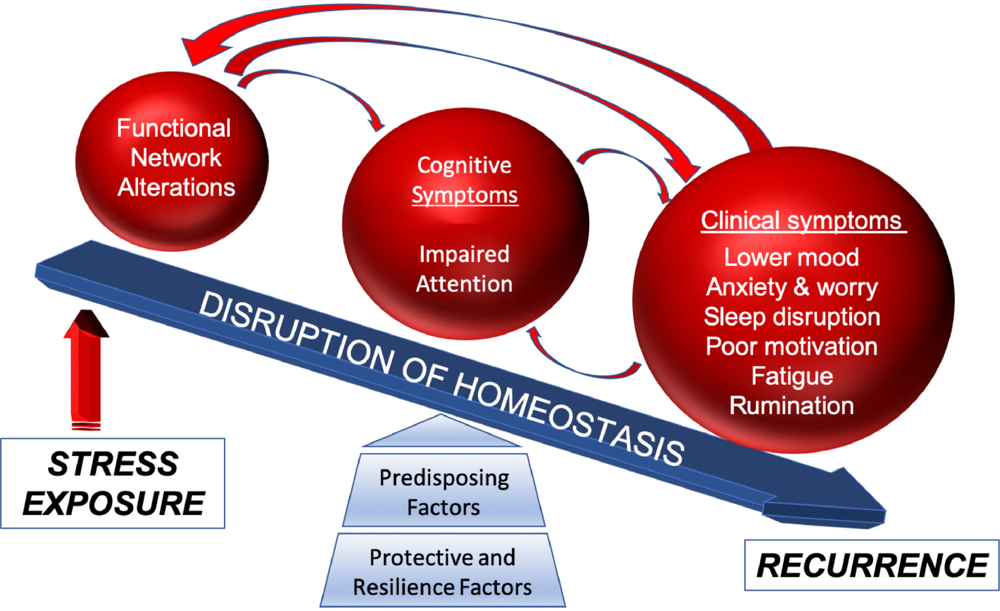 Functional
Network
Alterations
Cognitive
Symptoms
Impaired
Attention
Clinical symptoms
Lower mood
Anxiety & worry
Sleep disruption
Poor motivation
Fatigue
Rumination
DISRUPTION OF HOMEOSTASIS
STRESS
EXPOSURE
Predisposing
Factors
Protective and
Resilience Factors
RECURRENCE